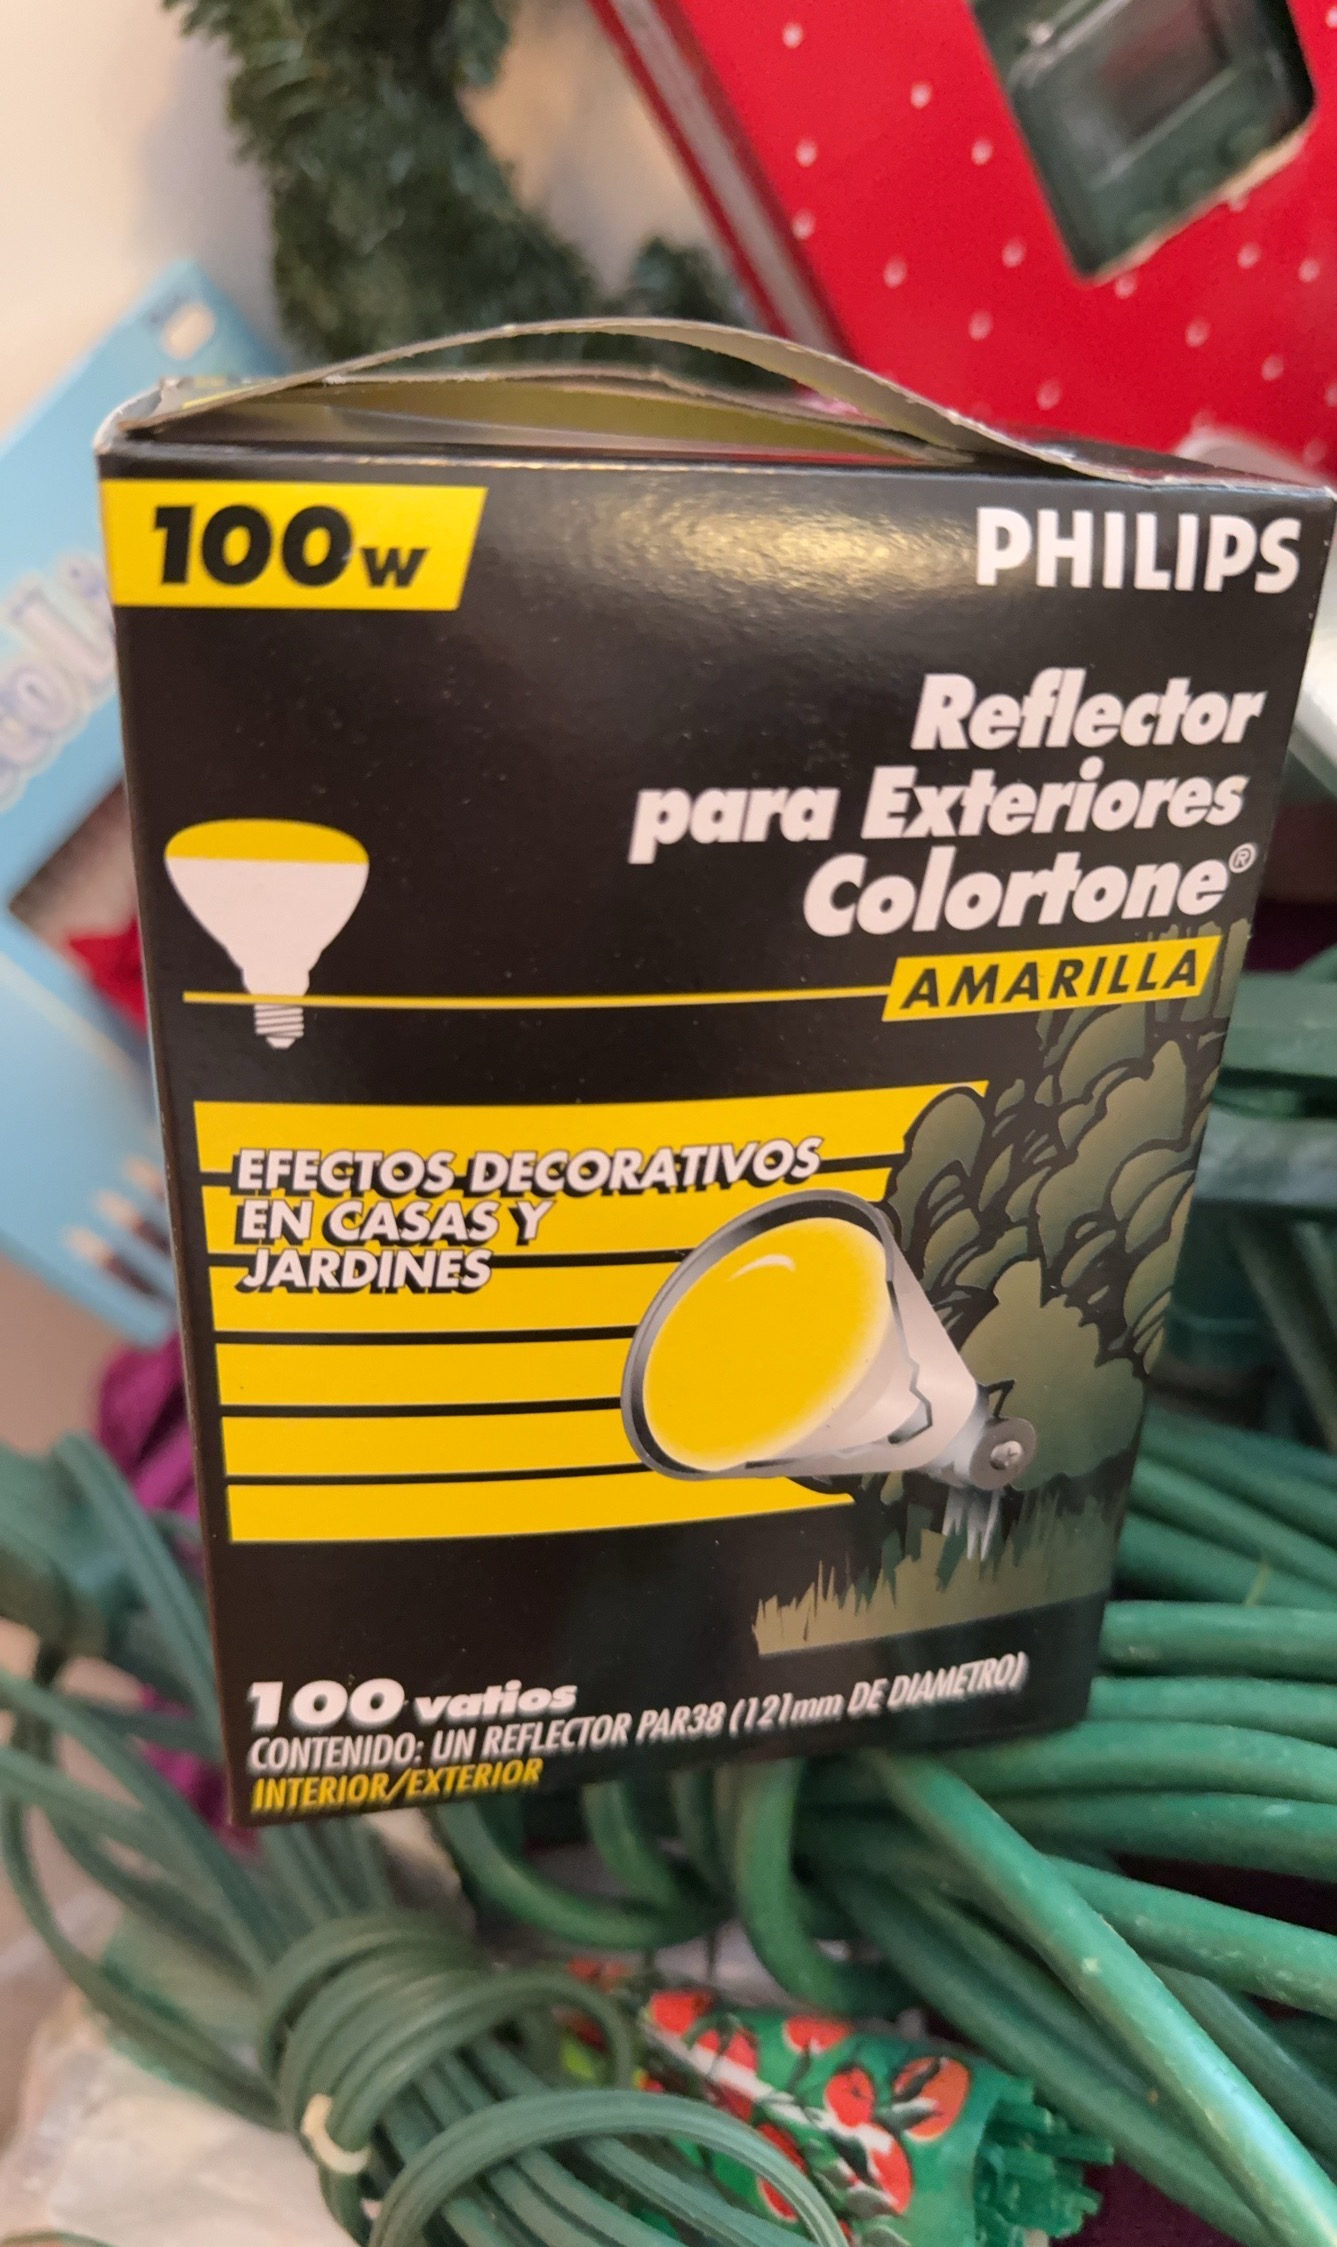 100w
PHILIPS
Reflector
para Exteriores
Colortone®
AMARILLA
EFECTOS DECORATIVOS
EN CASAS Y
JARDINES
100 vatios
CONTENIDO: UN REFLECTOR PAR38 (121mm DE DIAMETRO)
INTERIOR/EXTERIOR